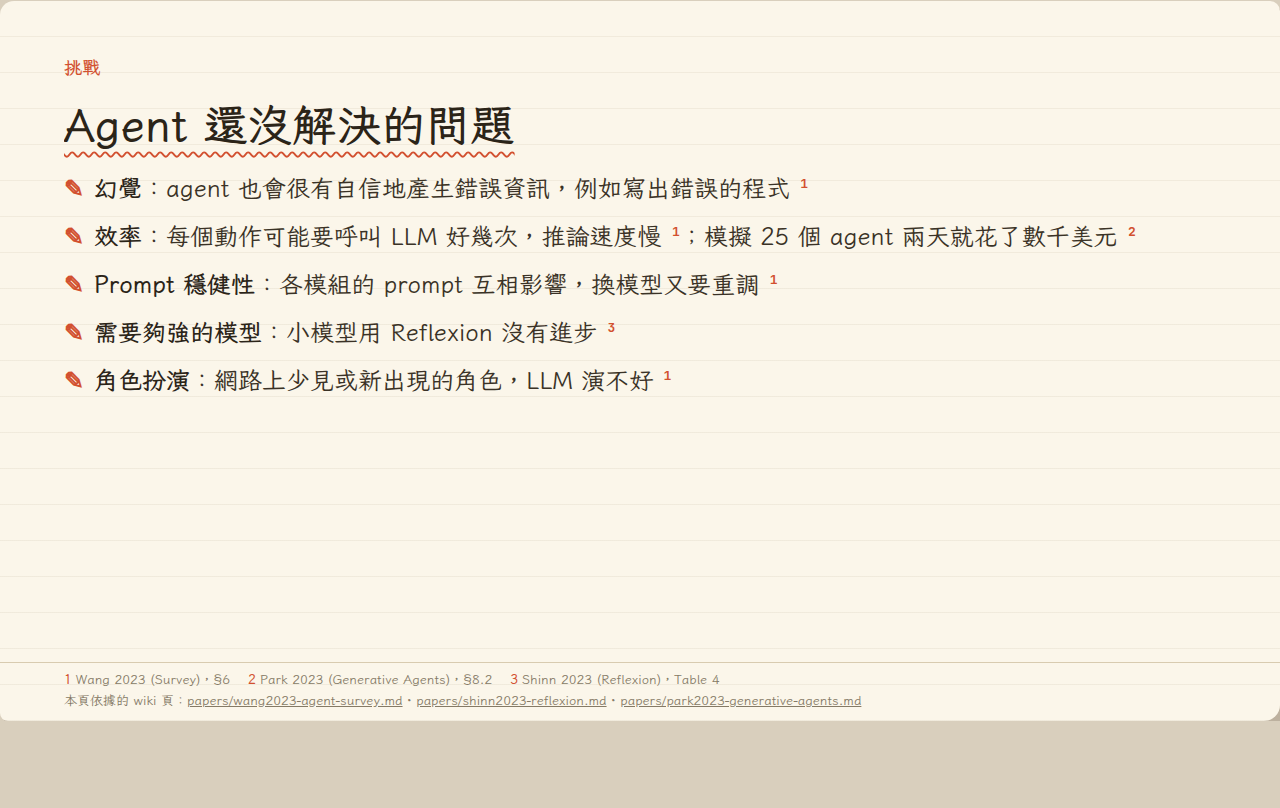 挑戰
Agent 還沒解決的問題
✎ 幻覺：agent 也會很有自信地產生錯誤資訊，例如寫出錯誤的程式 1
✎ 效率：每個動作可能要呼叫 LLM 好幾次，推論速度慢 1；模擬 25 個 agent 兩天就花了數千美元 2
✎ Prompt 穩健性：各模組的 prompt 互相影響，換模型又要重調 1
✎ 需要夠強的模型：小模型用 Reflexion 沒有進步 3
✎ 角色扮演：網路上少見或新出現的角色，LLM 演不好 1
1 Wang 2023 (Survy)，§6 2 Park 2023 (Generative Agents)，§8.2 3 Shinn 2023 (Reflexion)，Table 4
本頁依據的 wiki 頁：papers/wang2023-agent-survey.md · papers/shinn2023-reflexion.md · papers/park2023-generative-agents.md